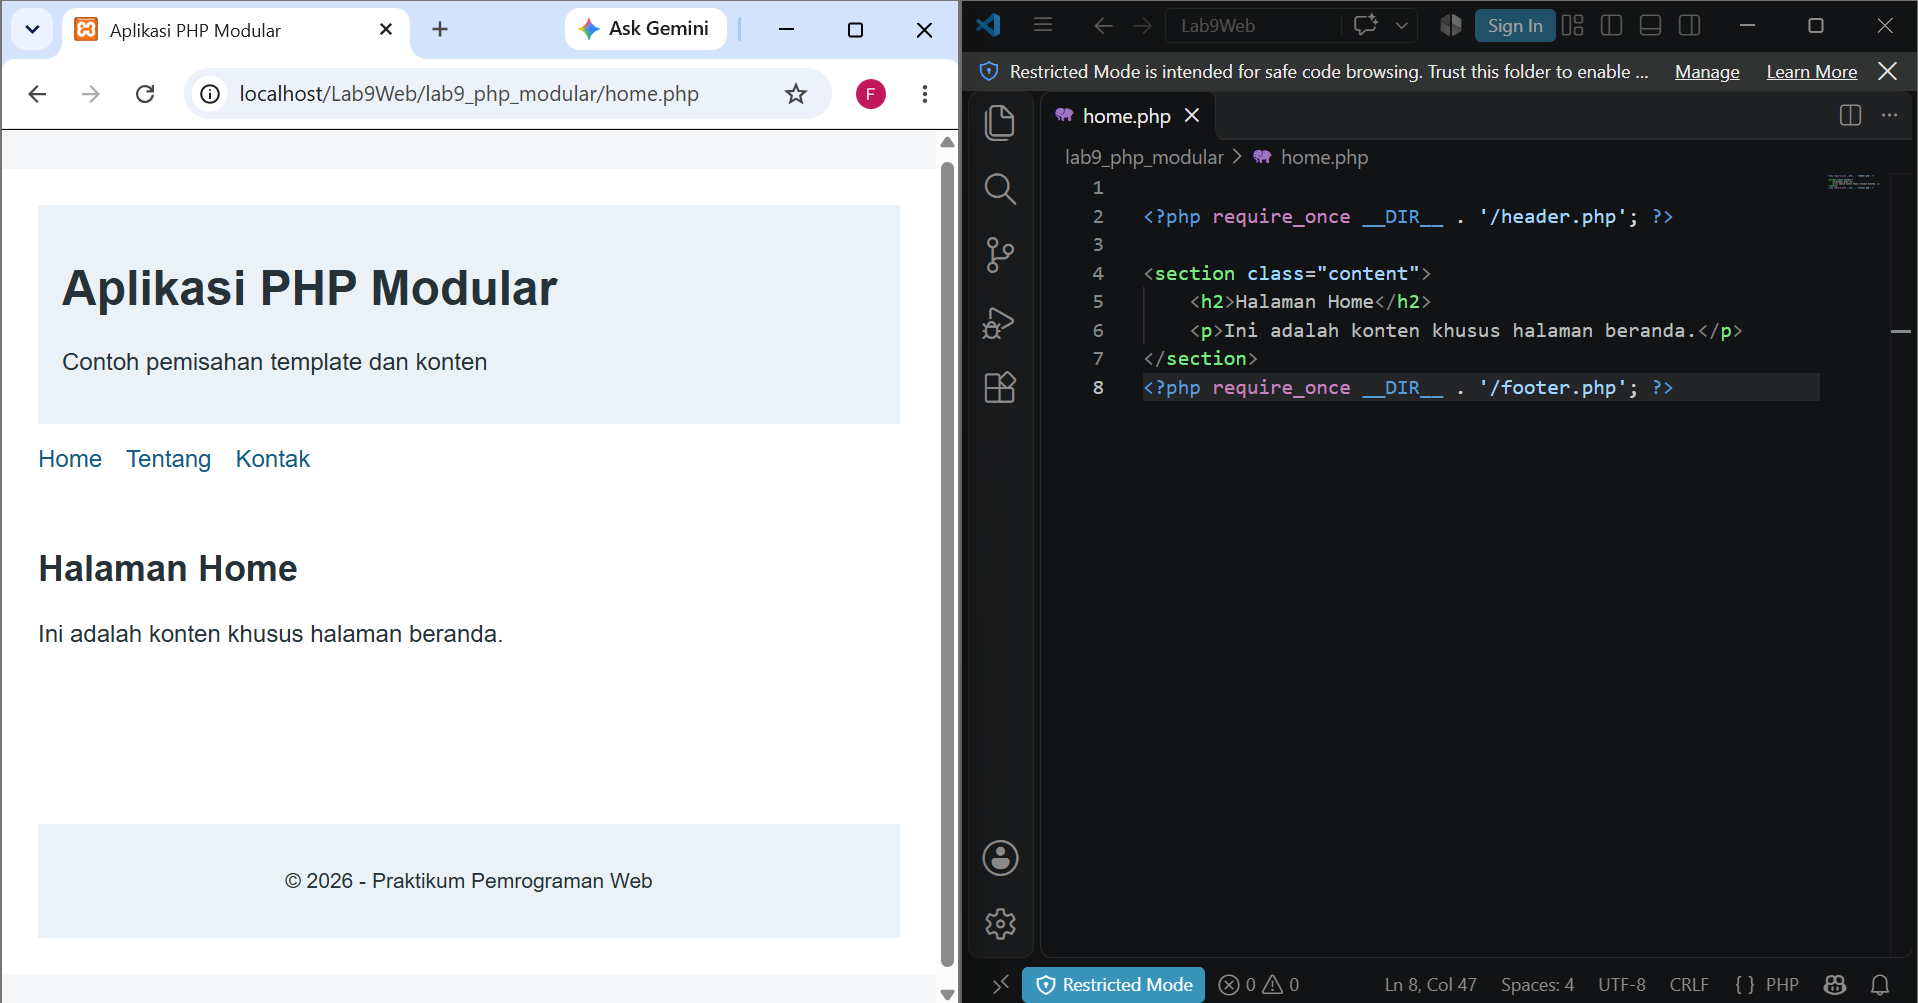 Aplikasi PHP Modular
Ask Gemini
localhost/Lab9Web/lab9_php_modular/home.php
F
Aplikasi PHP Modular
Contoh pemisahan template dan konten
Home Tentang Kontak
Halaman Home
Ini adalah konten khusus halaman beranda.
© 2026 - Praktikum Pemrograman Web
Lab9Web
Sign In
Restricted Mode is intended for safe code browsing. Trust this folder to enable ... Manage Learn More
home.php
lab9_php_modular > home.php
1
2 <?php require_once __DIR__ . '/header.php'; ?>
3
4 <section class="content">
5     <h2>Halaman Home</h2>
6     <p>Ini adalah konten khusus halaman beranda.</p>
7 </section>
8 <?php require_once __DIR__ . '/footer.php'; ?>
Restricted Mode 0 0 Ln 8, Col 47 Spaces: 4 UTF-8 CRLF { } PHP